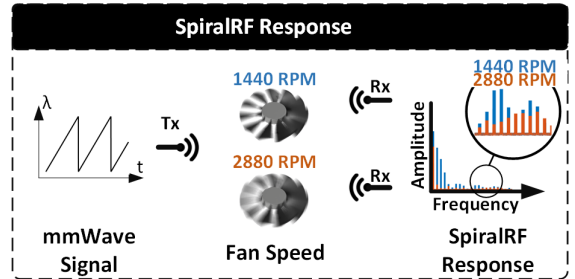 SpiralRF Response
λ
t
mmWave
Signal
Tx
1440 RPM
2880 RPM
Fan Speed
Rx
Rx
1440 RPM
2880 RPM
Amplitude
Frequency
SpiralRF
Response